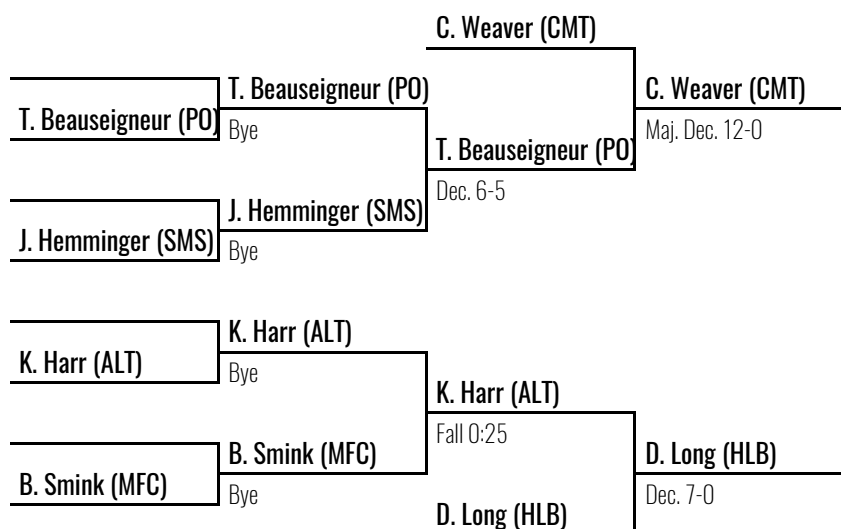 C. Weaver (CMT)
T. Beauseigneur (PO)
C. Weaver (CMT)
T. Beauseigneur (PO)
Bye
Maj. Dec. 12-0
T. Beauseigneur (PO)
Dec. 6-5
J. Hemminger (SMS)
J. Hemminger (SMS)
Bye
K. Harr (ALT)
K. Harr (ALT)
Bye
K. Harr (ALT)
Fall 0:25
B. Smink (MFC)
D. Long (HLB)
B. Smink (MFC)
Bye
Dec. 7-0
D. Long (HLB)